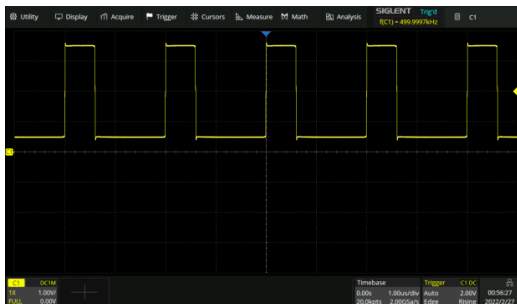 Utility Display Acquire Trigger Cursors Measure Math Analysis SIGLENT Trig'd C1
f(C1) = 499.9997kHz
C1
C1 DC1M
1X 1.00V/
FULL 0.00V
Timebase
0.00s 1.00us/div
20.0kpts 2.00GSa/s
Trigger C1 DC
Auto 2.00V
Edge Rising
00:56:27
2022/2/27